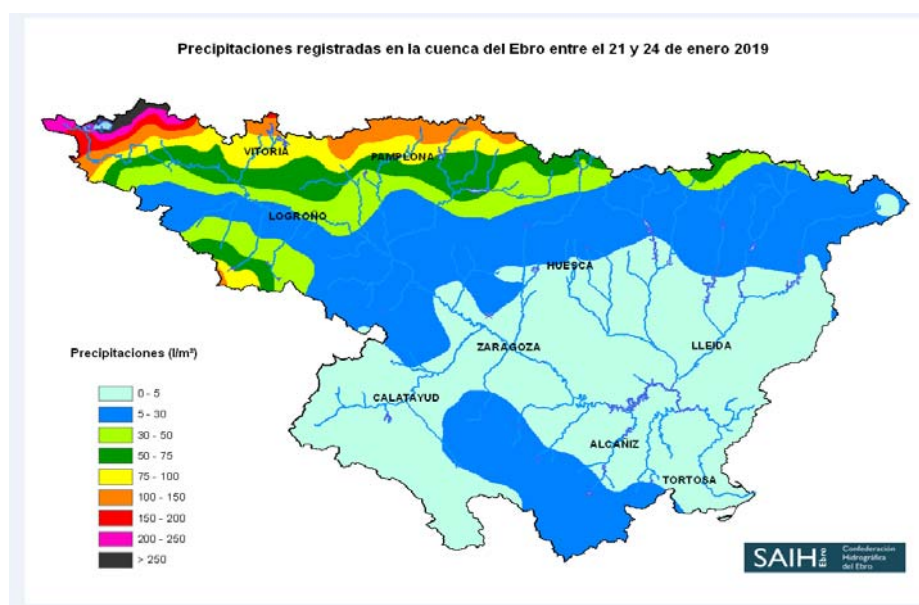 Precipitaciones registradas en la cuenca del Ebro entre el 21 y 24 de enero 2019
VITORIA
PAMPLONA
LOGROÑO
HUESCA
ZARAGOZA
LLEIDA
CALATAYUD
ALCAÑIZ
TORTOSA
Precipitaciones (l/m²)
0 - 5
5 - 30
30 - 50
50 - 75
75 - 100
100 - 150
150 - 200
200 - 250
> 250
SAIH Ebro
Confederación
Hidrográfica
del Ebro